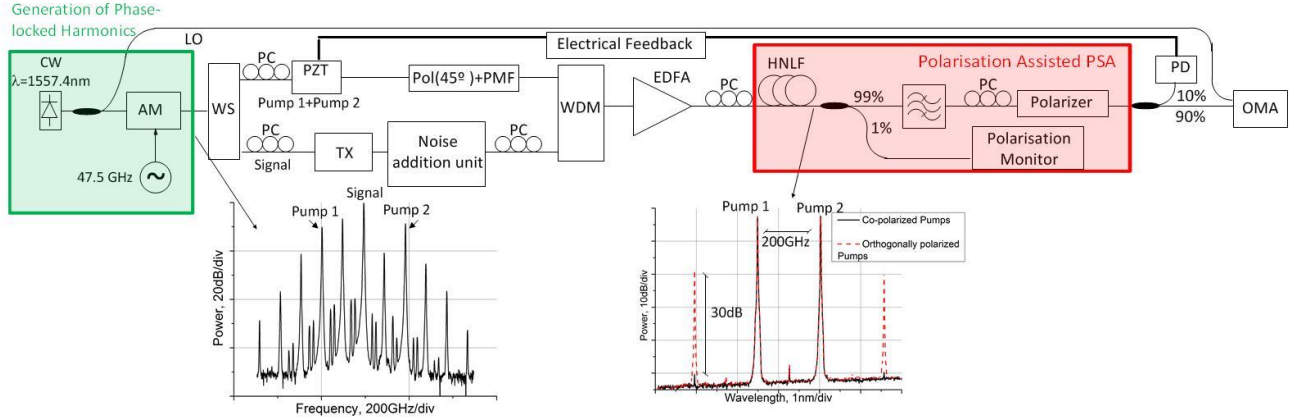 Generation of Phase-
locked Harmonics
LO
CW
λ=1557.4nm
AM
47.5 GHz
WS
PC
PZT
Pump 1+Pump 2
Pol(45º )+PMF
Electrical Feedback
PC
Signal
TX
Noise
addition unit
PC
WDM
EDFA
PC
HNLF
Polarisation Assisted PSA
99%
1%
PC
Polarizer
Polarisation
Monitor
PD
10%
90%
OMA
Signal
Pump 1
Pump 2
Power, 20dB/div
Frequency, 200GHz/div
Pump 1
Pump 2
200GHz
30dB
Co-polarized Pumps
Orthogonally polarized
Pumps
Power, 10dB/div
Wavelength, 1nm/div